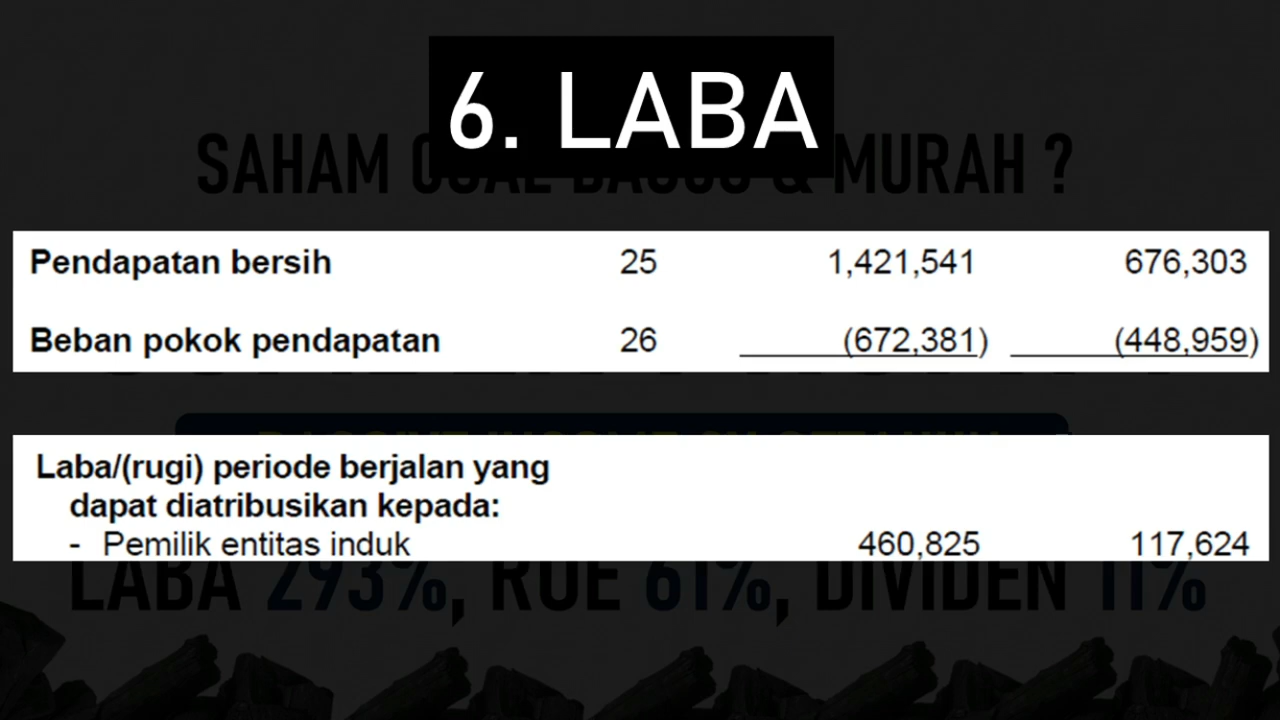 6. LABA
SAHAM COAL BAGUS & MURAH ?
Pendapatan bersih 25 1,421,541 676,303
Beban pokok pendapatan 26 (672,381) (448,959)
Laba/(rugi) periode berjalan yang
dapat diatribusikan kepada:
- Pemilik entitas induk 460,825 117,624
LABA 293%, ROE 61%, DIVIDEN 11%